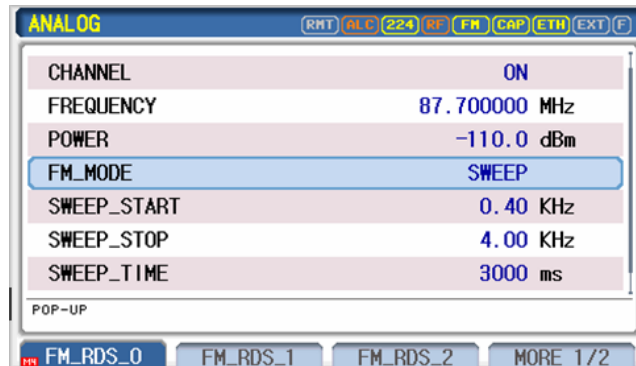 ANALOG RMT ALC 224 RF FM CAP ETH EXT F
CHANNEL ON
FREQUENCY 87.700000 MHz
POWER -110.0 dBm
FM_MODE SWEEP
SWEEP_START 0.40 KHz
SWEEP_STOP 4.00 KHz
SWEEP_TIME 3000 ms
POP-UP
M4 FM_RDS_0 FM_RDS_1 FM_RDS_2 MORE 1/2